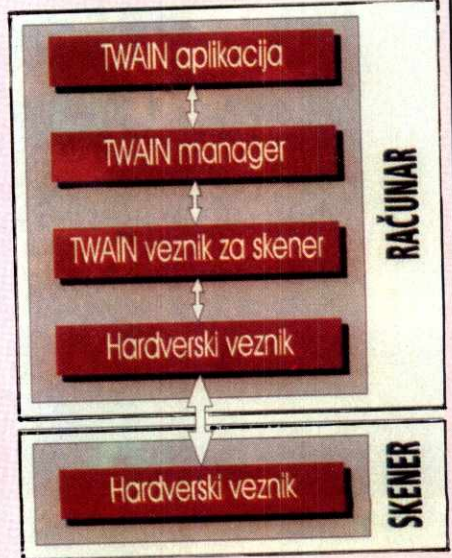 TWAIN aplikacija
TWAIN manager
TWAIN veznik za skener
Hardverski veznik
RAČUNAR
Hardverski veznik
SKENER